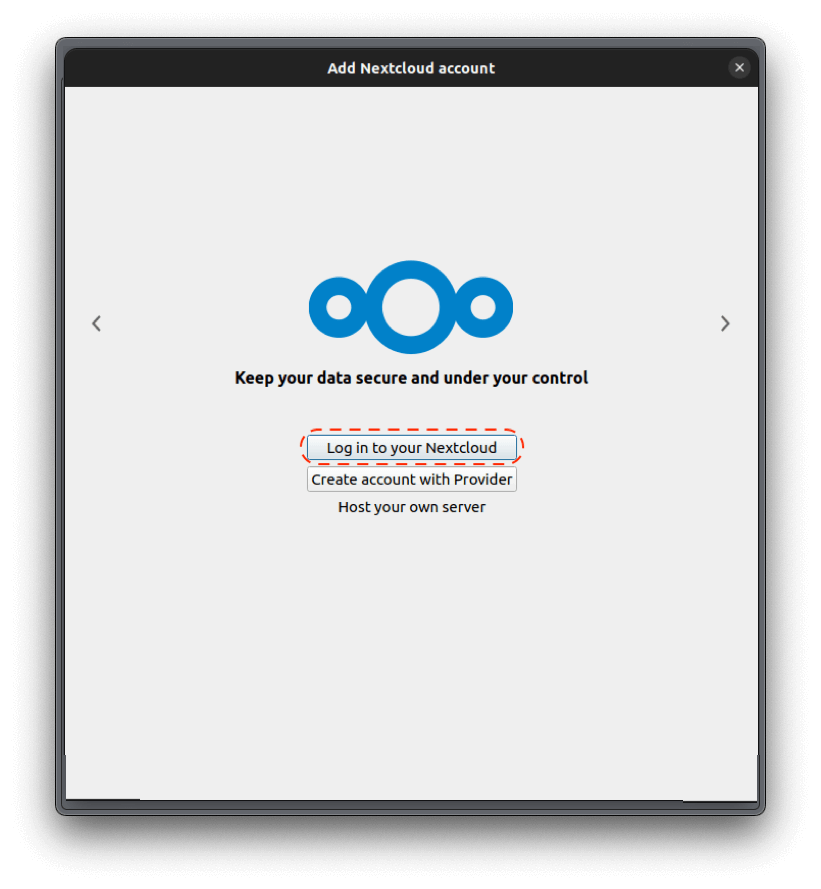 Add Nextcloud account
Keep your data secure and under your control
Log in to your Nextcloud
Create account with Provider
Host your own server